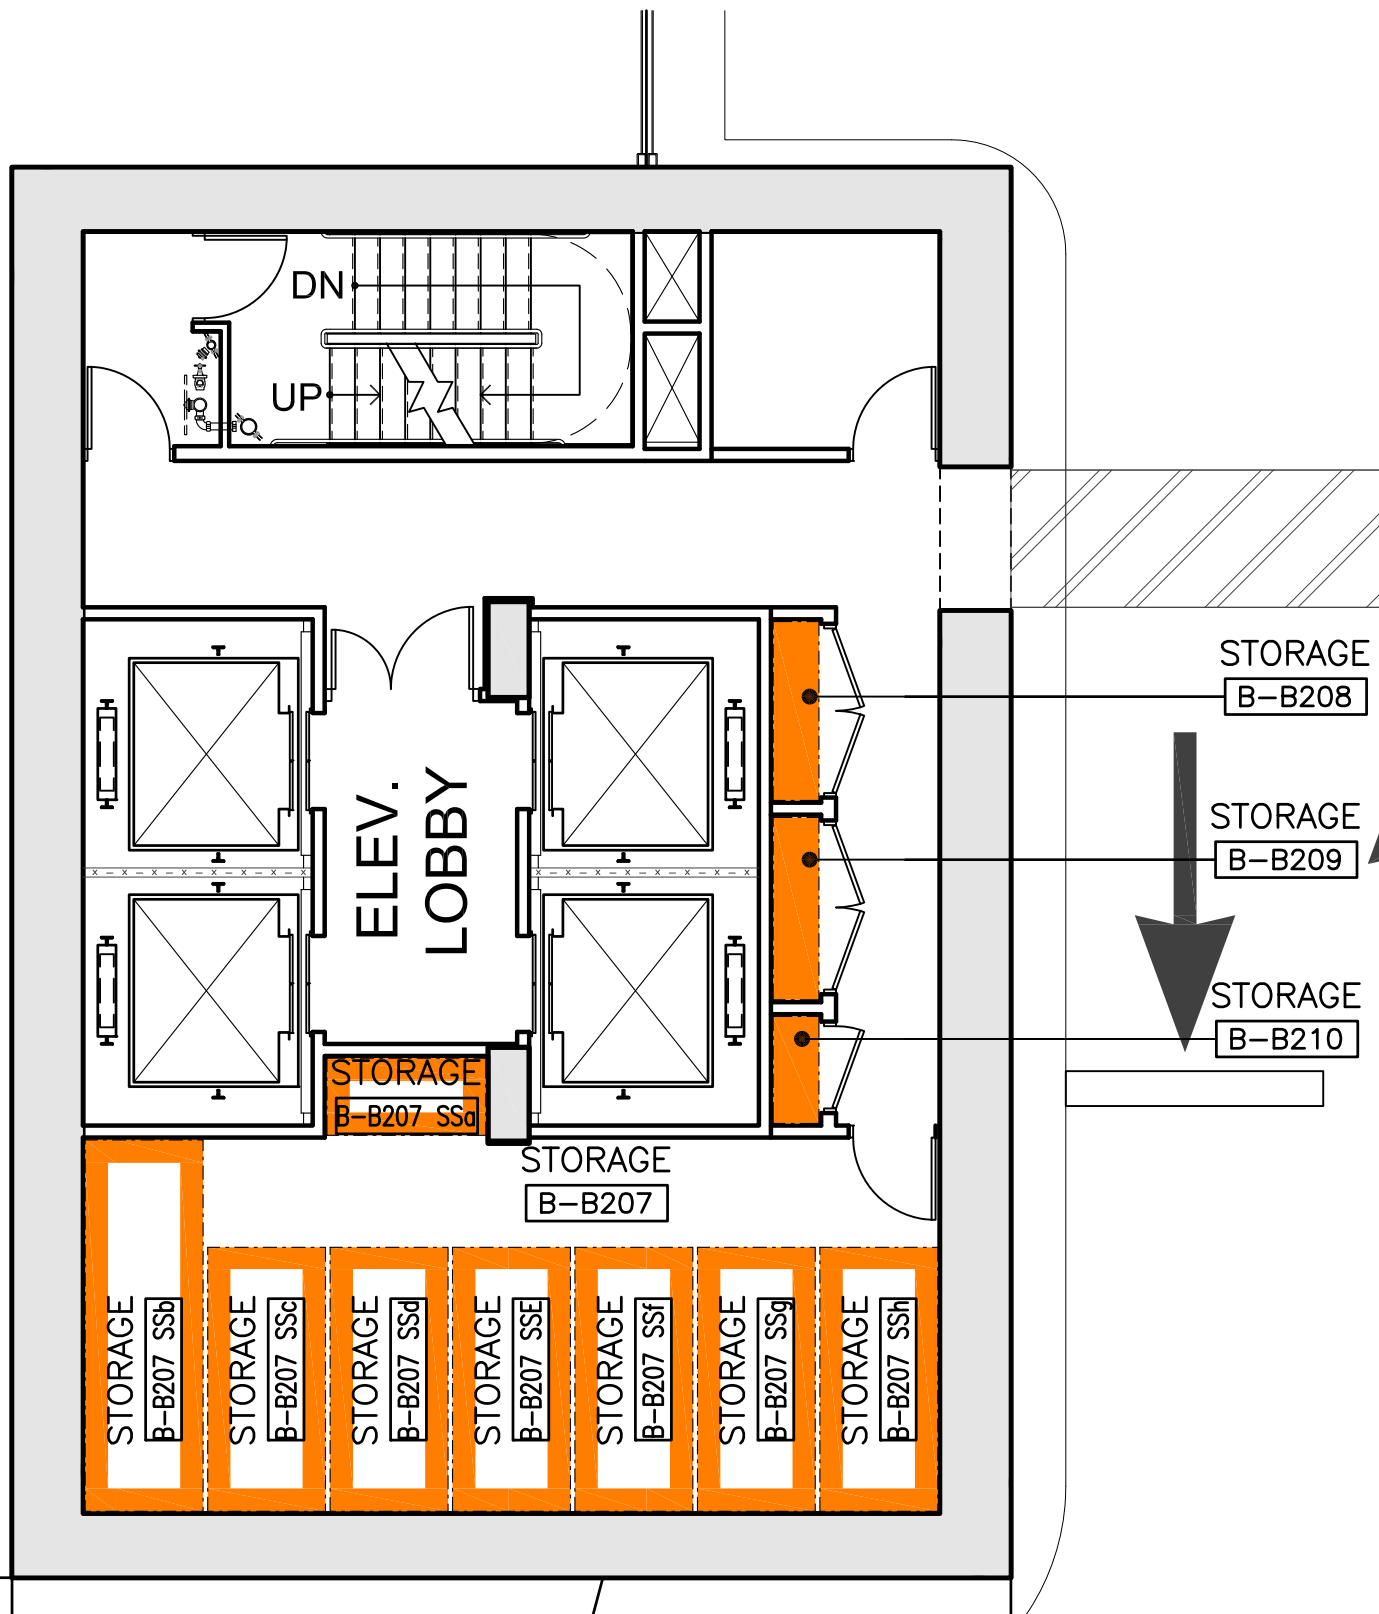 DN
UP
STORAGE
B-B208
ELEV.
LOBBY
STORAGE
B-B209
STORAGE
B-B210
STORAGE
B-B207 SSa
STORAGE
B-B207
STORAGE
B-B207 SSb
STORAGE
B-B207 SSc
STORAGE
B-B207 SSd
STORAGE
B-B207 SSE
STORAGE
B-B207 SSf
STORAGE
B-B207 SSg
STORAGE
B-B207 SSh